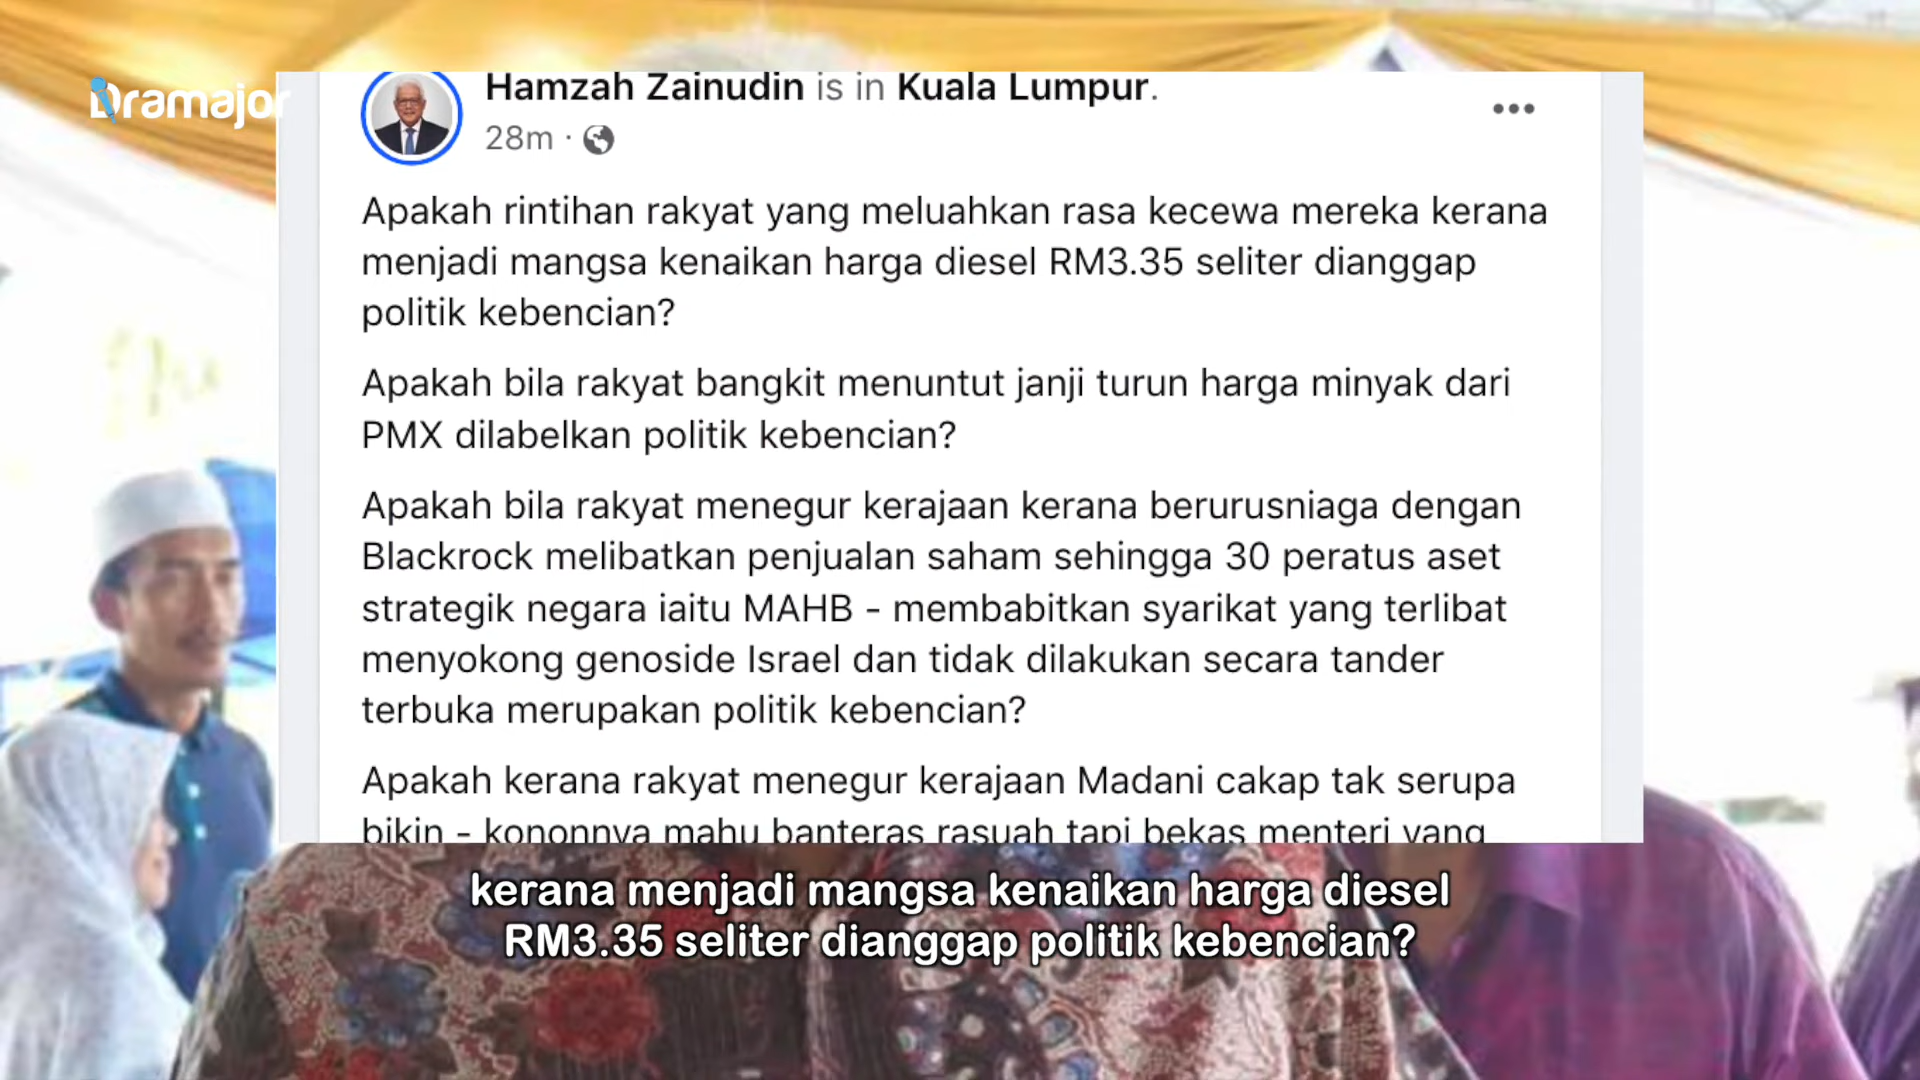 Dramajor
Hamzah Zainudin is in Kuala Lumpur.
28m ·
Apakah rintihan rakyat yang meluahkan rasa kecewa mereka kerana
menjadi mangsa kenaikan harga diesel RM3.35 seliter dianggap
politik kebencian?
Apakah bila rakyat bangkit menuntut janji turun harga minyak dari
PMX dilabelkan politik kebencian?
Apakah bila rakyat menegur kerajaan kerana berurusniaga dengan
Blackrock melibatkan penjualan saham sehingga 30 peratus aset
strategik negara iaitu MAHB - membabitkan syarikat yang terlibat
menyokong genoside Israel dan tidak dilakukan secara tander
terbuka merupakan politik kebencian?
Apakah kerana rakyat menegur kerajaan Madani cakap tak serupa
bikin - kononnya mahu banteras rasuah tapi bekas menteri yang
kerana menjadi mangsa kenaikan harga diesel
RM3.35 seliter dianggap politik kebencian?